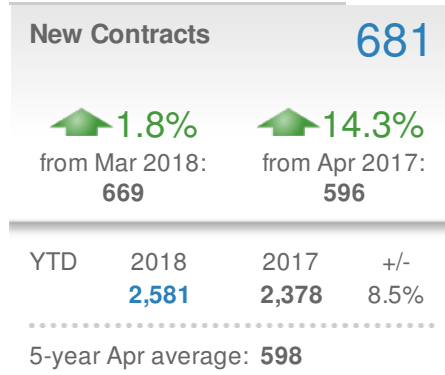 New Contracts 681
1.8% 14.3%
from Mar 2018: from Apr 2017:
669 596
YTD 2018 2017 +/-
2,581 2,378 8.5%
5-year Apr average: 598